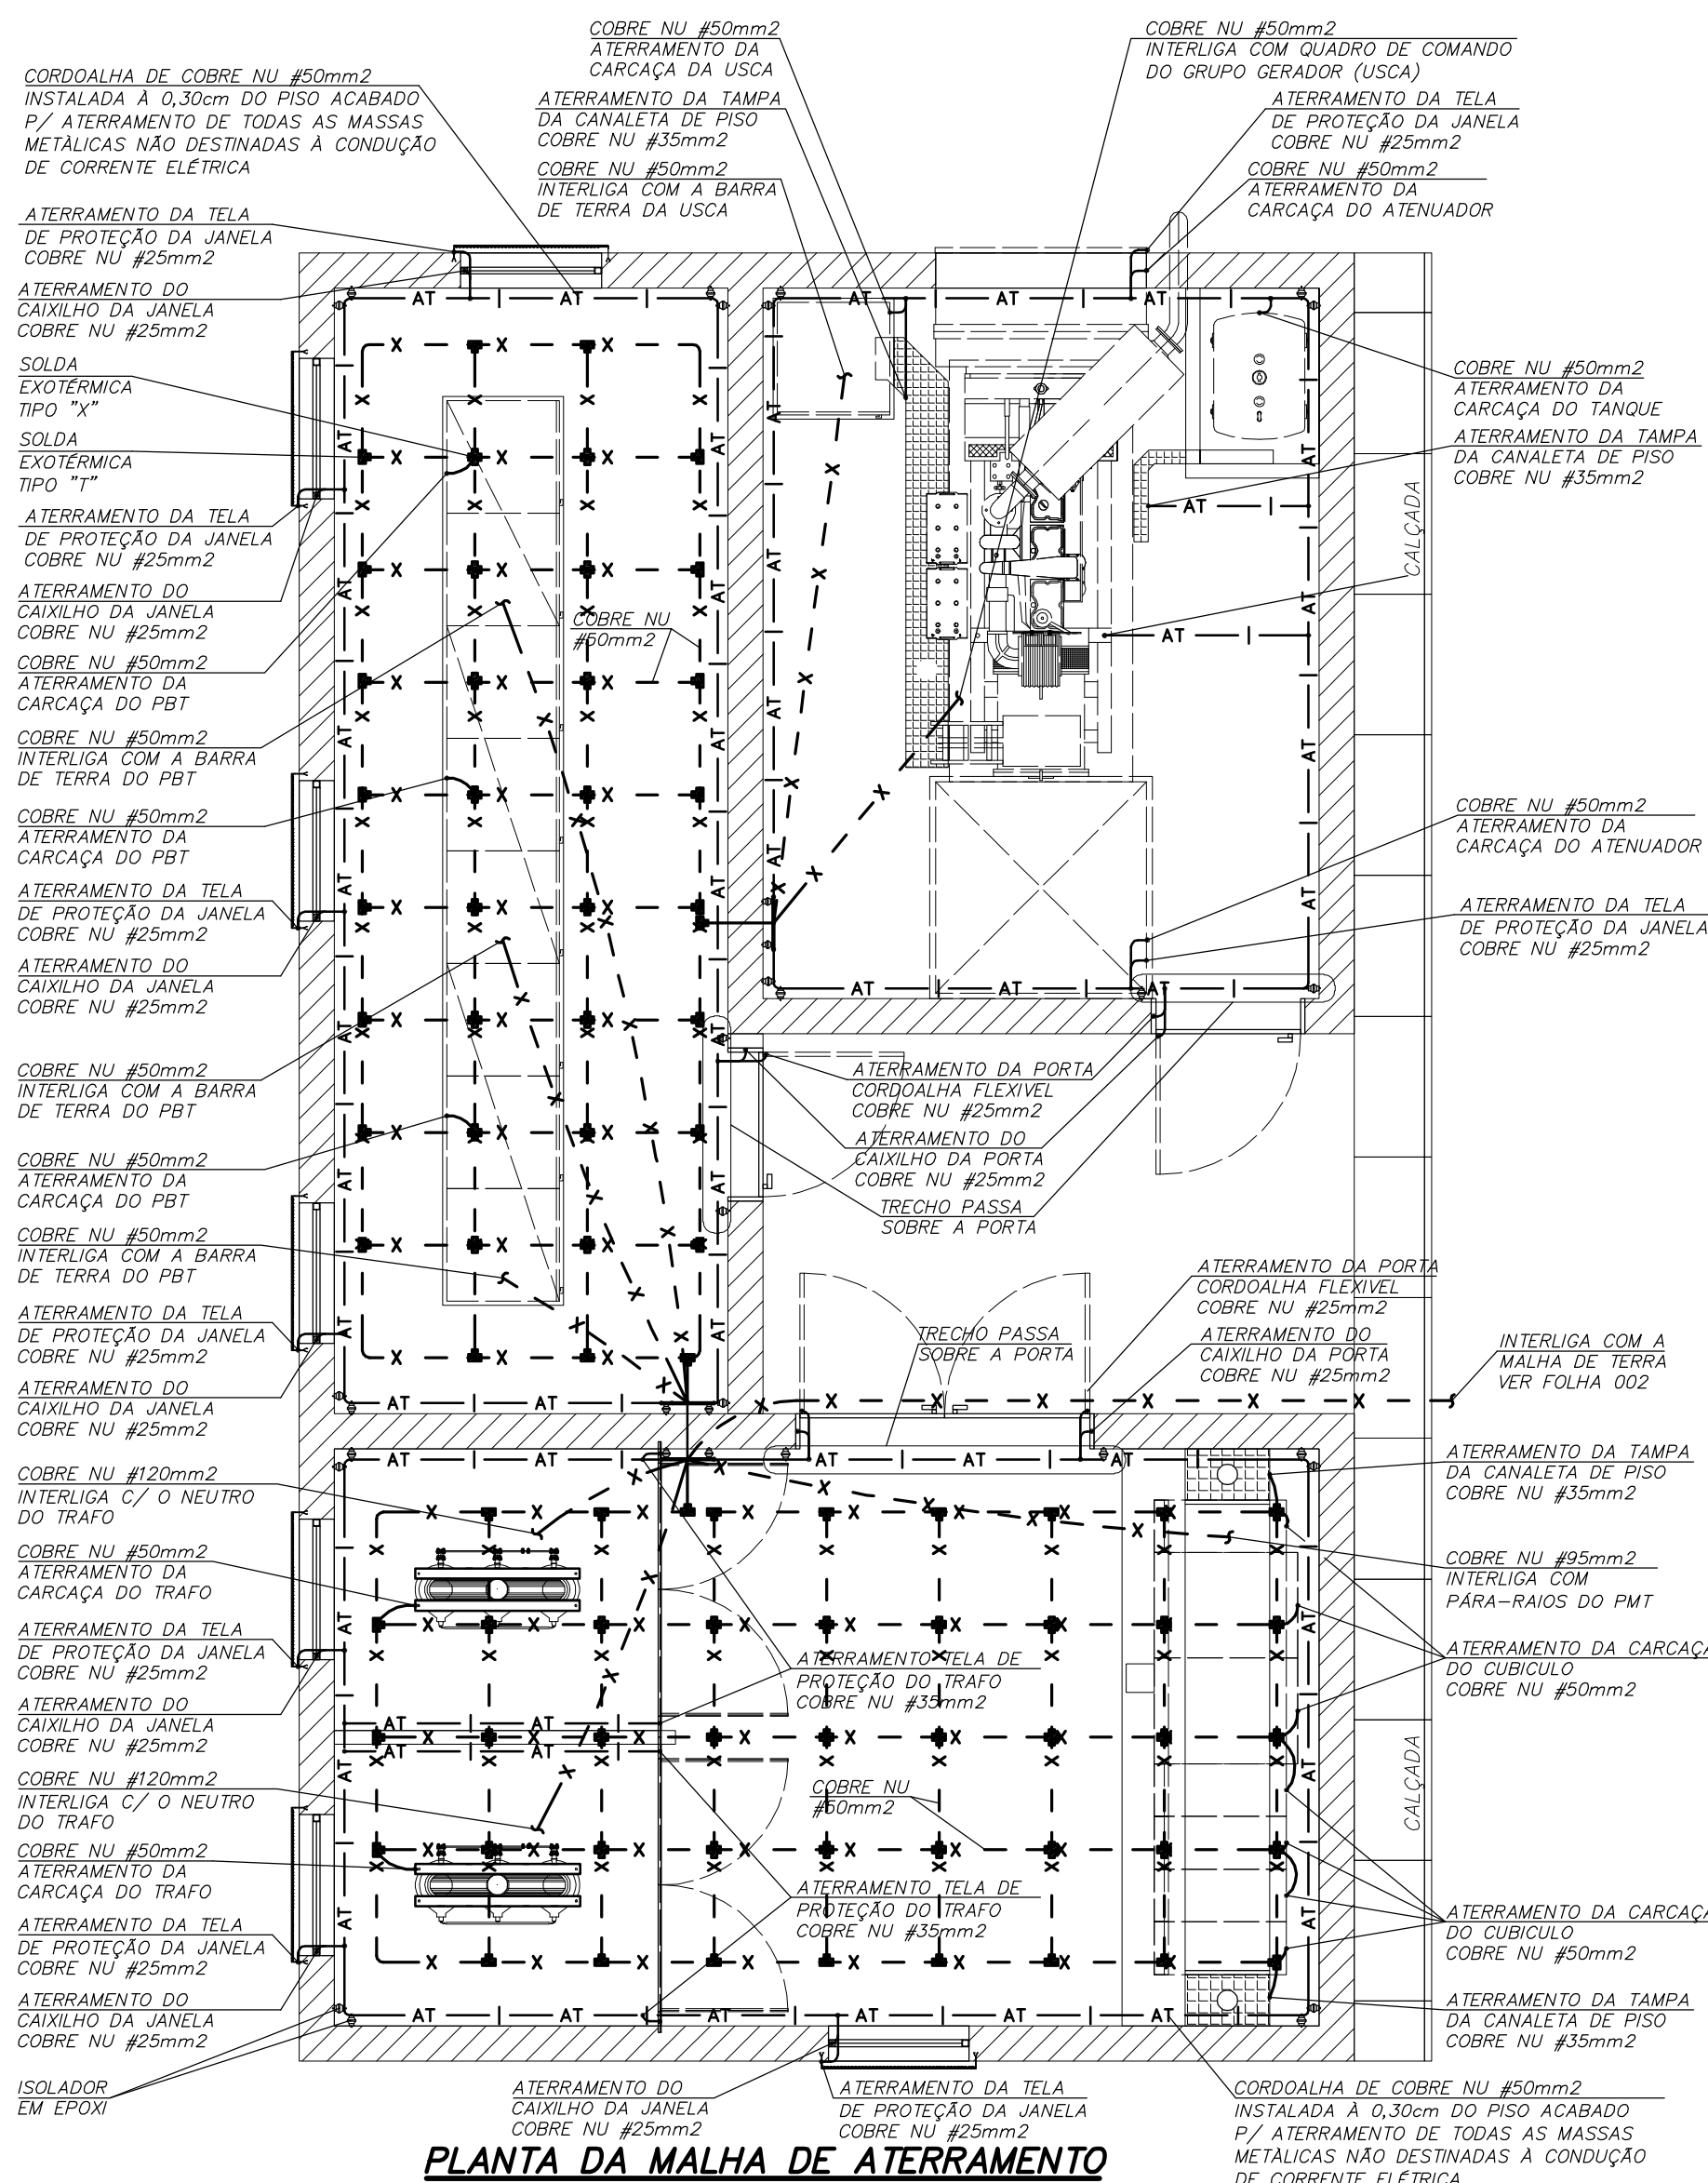 COBRE NU #50mm2
ATERRAMENTO DA
CARCAÇA DA USCA
COBRE NU #50mm2
INTERLIGA COM QUADRO DE COMANDO
DO GRUPO GERADOR (USCA)
CORDOALHA DE COBRE NU #50mm2
INSTALADA À 0,30cm DO PISO ACABADO
P/ ATERRAMENTO DE TODAS AS MASSAS
METÀLICAS NÃO DESTINADAS À CONDUÇÃO
DE CORRENTE ELÉTRICA
ATERRAMENTO DA TAMPA
DA CANALETA DE PISO
COBRE NU #35mm2
ATERRAMENTO DA TELA
DE PROTEÇÃO DA JANELA
COBRE NU #25mm2
COBRE NU #50mm2
INTERLIGA COM A BARRA
DE TERRA DA USCA
COBRE NU #50mm2
ATERRAMENTO DA
CARCAÇA DO ATENUADOR
ATERRAMENTO DA TELA
DE PROTEÇÃO DA JANELA
COBRE NU #25mm2
ATERRAMENTO DO
CAIXILHO DA JANELA
COBRE NU #25mm2
SOLDA
EXOTÉRMICA
TIPO "X"
SOLDA
EXOTÉRMICA
TIPO "T"
ATERRAMENTO DA TELA
DE PROTEÇÃO DA JANELA
COBRE NU #25mm2
ATERRAMENTO DO
CAIXILHO DA JANELA
COBRE NU #25mm2
COBRE NU #50mm2
ATERRAMENTO DA
CARCAÇA DO PBT
COBRE NU #50mm2
INTERLIGA COM A BARRA
DE TERRA DO PBT
COBRE NU #50mm2
ATERRAMENTO DA
CARCAÇA DO PBT
ATERRAMENTO DA TELA
DE PROTEÇÃO DA JANELA
COBRE NU #25mm2
ATERRAMENTO DO
CAIXILHO DA JANELA
COBRE NU #25mm2
COBRE NU #50mm2
INTERLIGA COM A BARRA
DE TERRA DO PBT
COBRE NU #50mm2
ATERRAMENTO DA
CARCAÇA DO PBT
COBRE NU #50mm2
INTERLIGA COM A BARRA
DE TERRA DO PBT
ATERRAMENTO DA TELA
DE PROTEÇÃO DA JANELA
COBRE NU #25mm2
ATERRAMENTO DO
CAIXILHO DA JANELA
COBRE NU #25mm2
COBRE NU #120mm2
INTERLIGA C/ O NEUTRO
DO TRAFO
COBRE NU #50mm2
ATERRAMENTO DA
CARCAÇA DO TRAFO
ATERRAMENTO DA TELA
DE PROTEÇÃO DA JANELA
COBRE NU #25mm2
ATERRAMENTO DO
CAIXILHO DA JANELA
COBRE NU #25mm2
COBRE NU #120mm2
INTERLIGA C/ O NEUTRO
DO TRAFO
COBRE NU #50mm2
ATERRAMENTO DA
CARCAÇA DO TRAFO
ATERRAMENTO DA TELA
DE PROTEÇÃO DA JANELA
COBRE NU #25mm2
ATERRAMENTO DO
CAIXILHO DA JANELA
COBRE NU #25mm2
ISOLADOR
EM EPOXI
COBRE NU
#50mm2
COBRE NU #50mm2
ATERRAMENTO DA
CARCAÇA DO TANQUE
ATERRAMENTO DA TAMPA
DA CANALETA DE PISO
COBRE NU #35mm2
CALÇADA
COBRE NU #50mm2
ATERRAMENTO DA
CARCAÇA DO ATENUADOR
ATERRAMENTO DA TELA
DE PROTEÇÃO DA JANELA
COBRE NU #25mm2
ATERRAMENTO DA PORTA
CORDOALHA FLEXIVEL
COBRE NU #25mm2
ATERRAMENTO DO
CAIXILHO DA PORTA
COBRE NU #25mm2
TRECHO PASSA
SOBRE A PORTA
ATERRAMENTO DA PORTA
CORDOALHA FLEXIVEL
COBRE NU #25mm2
TRECHO PASSA
SOBRE A PORTA
ATERRAMENTO DO
CAIXILHO DA PORTA
COBRE NU #25mm2
INTERLIGA COM A
MALHA DE TERRA
VER FOLHA 002
ATERRAMENTO DA TAMPA
DA CANALETA DE PISO
COBRE NU #35mm2
COBRE NU #95mm2
INTERLIGA COM
PÁRA-RAIOS DO PMT
ATERRAMENTO TELA DE
PROTEÇÃO DO TRAFO
COBRE NU #35mm2
ATERRAMENTO DA CARCAÇA
DO CUBICULO
COBRE NU #50mm2
COBRE NU
#50mm2
CALÇADA
ATERRAMENTO TELA DE
PROTEÇÃO DO TRAFO
COBRE NU #35mm2
ATERRAMENTO DA CARCAÇA
DO CUBICULO
COBRE NU #50mm2
ATERRAMENTO DA TAMPA
DA CANALETA DE PISO
COBRE NU #35mm2
ATERRAMENTO DO
CAIXILHO DA JANELA
COBRE NU #25mm2
ATERRAMENTO DA TELA
DE PROTEÇÃO DA JANELA
COBRE NU #25mm2
CORDOALHA DE COBRE NU #50mm2
INSTALADA À 0,30cm DO PISO ACABADO
P/ ATERRAMENTO DE TODAS AS MASSAS
METÀLICAS NÃO DESTINADAS À CONDUÇÃO
DE CORRENTE ELÉTRICA
PLANTA DA MALHA DE ATERRAMENTO